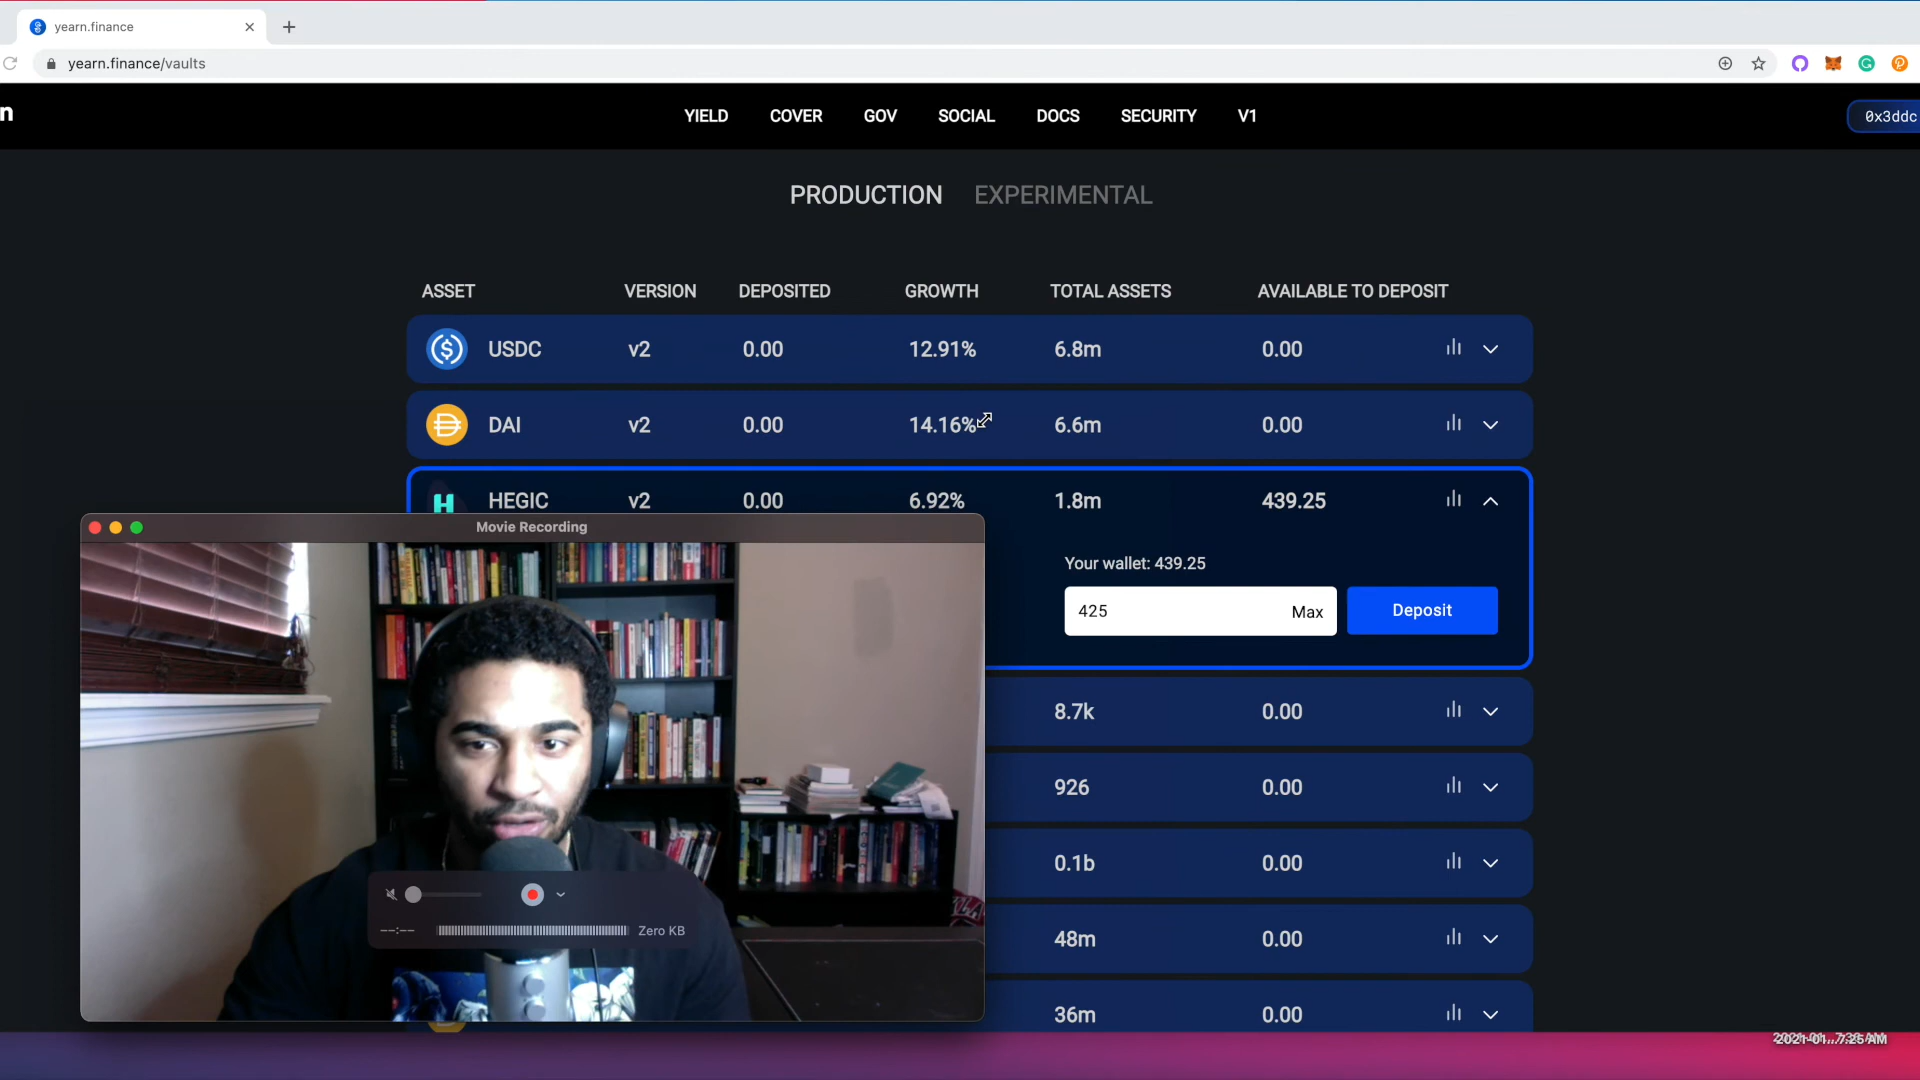 yearn.finance
yearn.finance/vaults
n
YIELD COVER GOV SOCIAL DOCS SECURITY V1
0x3ddc
PRODUCTION EXPERIMENTAL
ASSET VERSION DEPOSITED GROWTH TOTAL ASSETS AVAILABLE TO DEPOSIT
USDC v2 0.00 12.91% 6.8m 0.00
DAI v2 0.00 14.16% 6.6m 0.00
HEGIC v2 0.00 6.92% 1.8m 439.25
Movie Recording
Your wallet: 439.25
425 Max Deposit
8.7k 0.00
926 0.00
0.1b 0.00
--:-- Zero KB
48m 0.00
36m 0.00